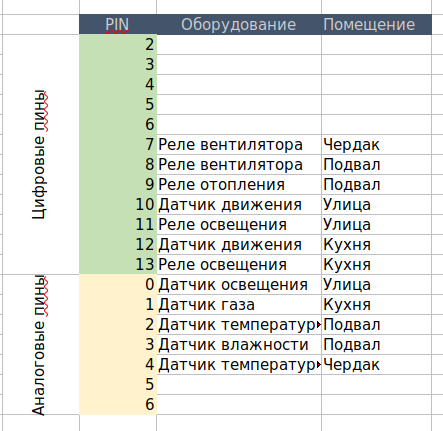 PIN Оборудование Помещение
Цифровые пины
2
3
4
5
6
7 Реле вентилятора Чердак
8 Реле вентилятора Подвал
9 Реле отопления Подвал
10 Датчик движения Улица
11 Реле освещения Улица
12 Датчик движения Кухня
13 Реле освещения Кухня
Аналоговые пины
0 Датчик освещения Улица
1 Датчик газа Кухня
2 Датчик температур Подвал
3 Датчик влажности Подвал
4 Датчик температур Чердак
5
6